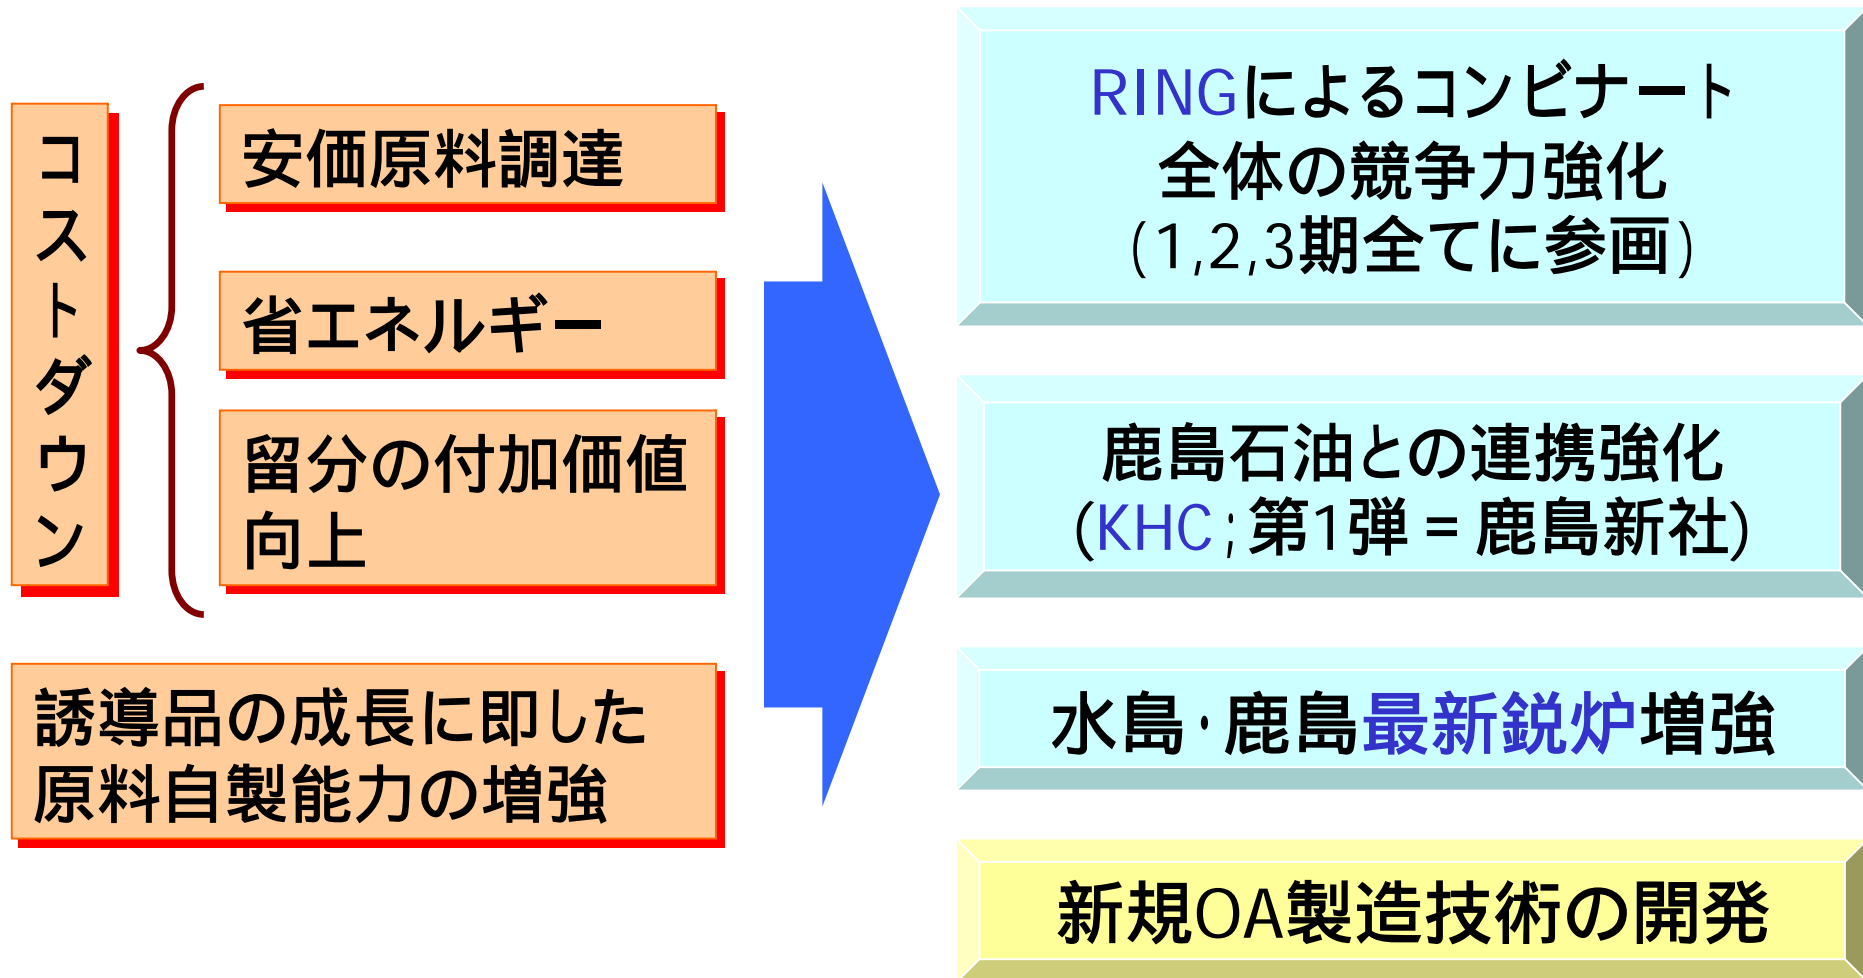 コストダウン
安価原料調達
省エネルギー
留分の付加価値
向上
誘導品の成長に即した
原料自製能力の増強
RINGによるコンビナート
全体の競争力強化
(1,2,3期全てに参画)
鹿島石油との連携強化
(KHC;第1弾=鹿島新社)
水島・鹿島最新鋭炉増強
新規OA製造技術の開発